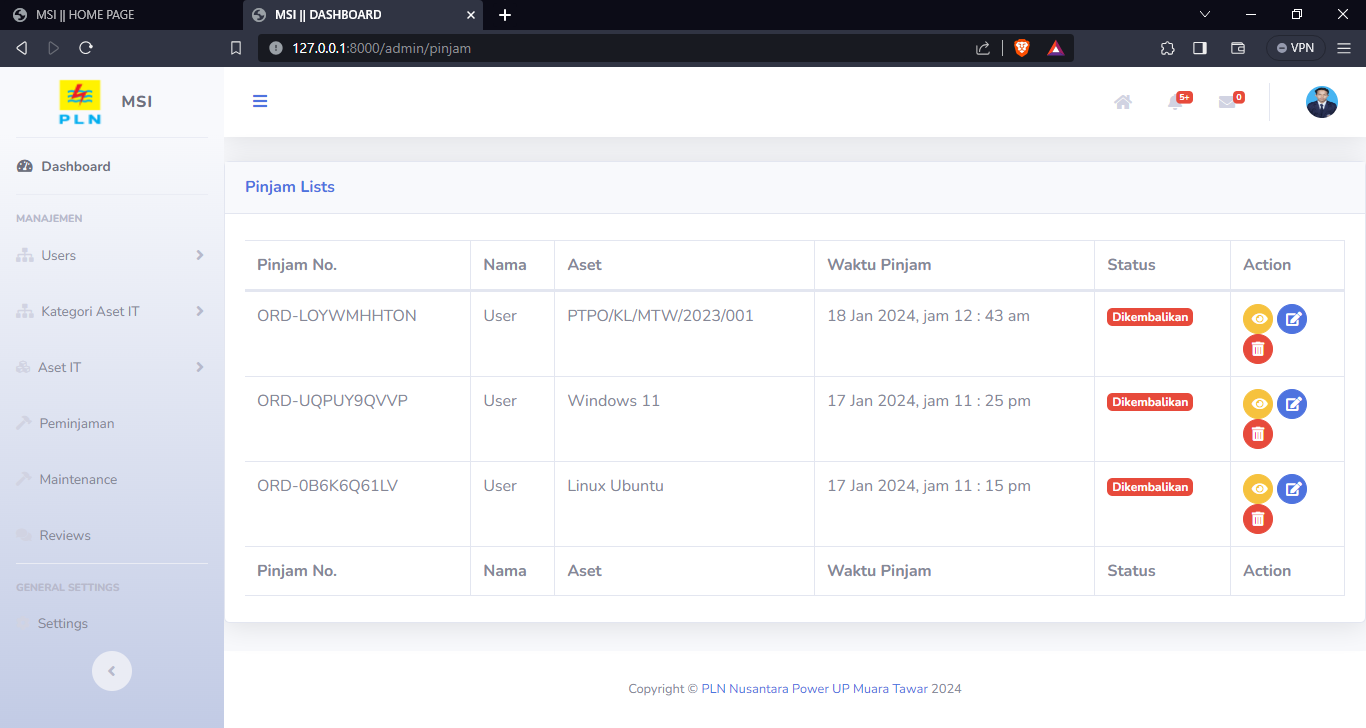 MSI || HOME PAGE
MSI || DASHBOARD
127.0.0.1:8000/admin/pinjam
VPN
PLN
MSI
5+
0
Dashboard
MANAJEMEN
Users
Kategori Aset IT
Aset IT
Peminjaman
Maintenance
Reviews
GENERAL SETTINGS
Settings
Pinjam Lists
Pinjam No. Nama Aset Waktu Pinjam Status Action
ORD-LOYWMHHTON User PTPO/KL/MTW/2023/001 18 Jan 2024, jam 12 : 43 am Dikembalikan
ORD-UQPUY9QVVP User Windows 11 17 Jan 2024, jam 11 : 25 pm Dikembalikan
ORD-0B6K6Q61LV User Linux Ubuntu 17 Jan 2024, jam 11 : 15 pm Dikembalikan
Pinjam No. Nama Aset Waktu Pinjam Status Action
Copyright © PLN Nusantara Power UP Muara Tawar 2024